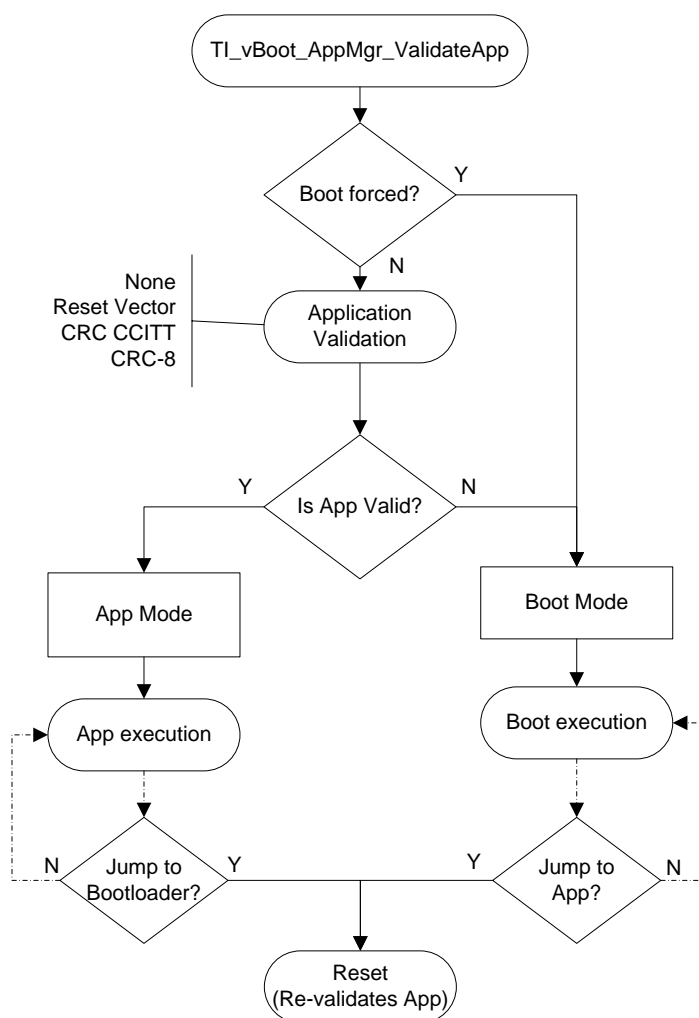 TI_vBoot_AppMgr_ValidateApp
Y
Boot forced?
N
None
Reset Vector
CRC CCITT
CRC-8
Application
Validation
Y
N
Is App Valid?
App Mode
Boot Mode
App execution
Boot execution
N
Jump to
Bootloader?
Y
Y
Jump to
App?
N
Reset
(Re-validates App)